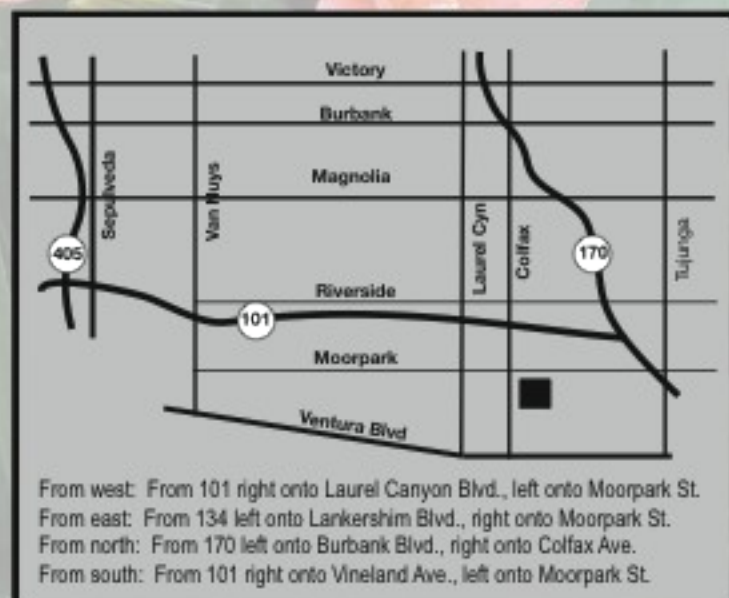 Victory
Burbank
Magnolia
Sepulveda
Van Nuys
Laurel Cyn
Colfax
Tujunga
405
170
Riverside
101
Moorpark
Ventura Blvd
From west: From 101 right onto Laurel Canyon Blvd., left onto Moorpark St.
From east: From 134 left onto Lankershim Blvd., right onto Moorpark St.
From north: From 170 left onto Burbank Blvd., right onto Colfax Ave.
From south: From 101 right onto Vineland Ave., left onto Moorpark St.